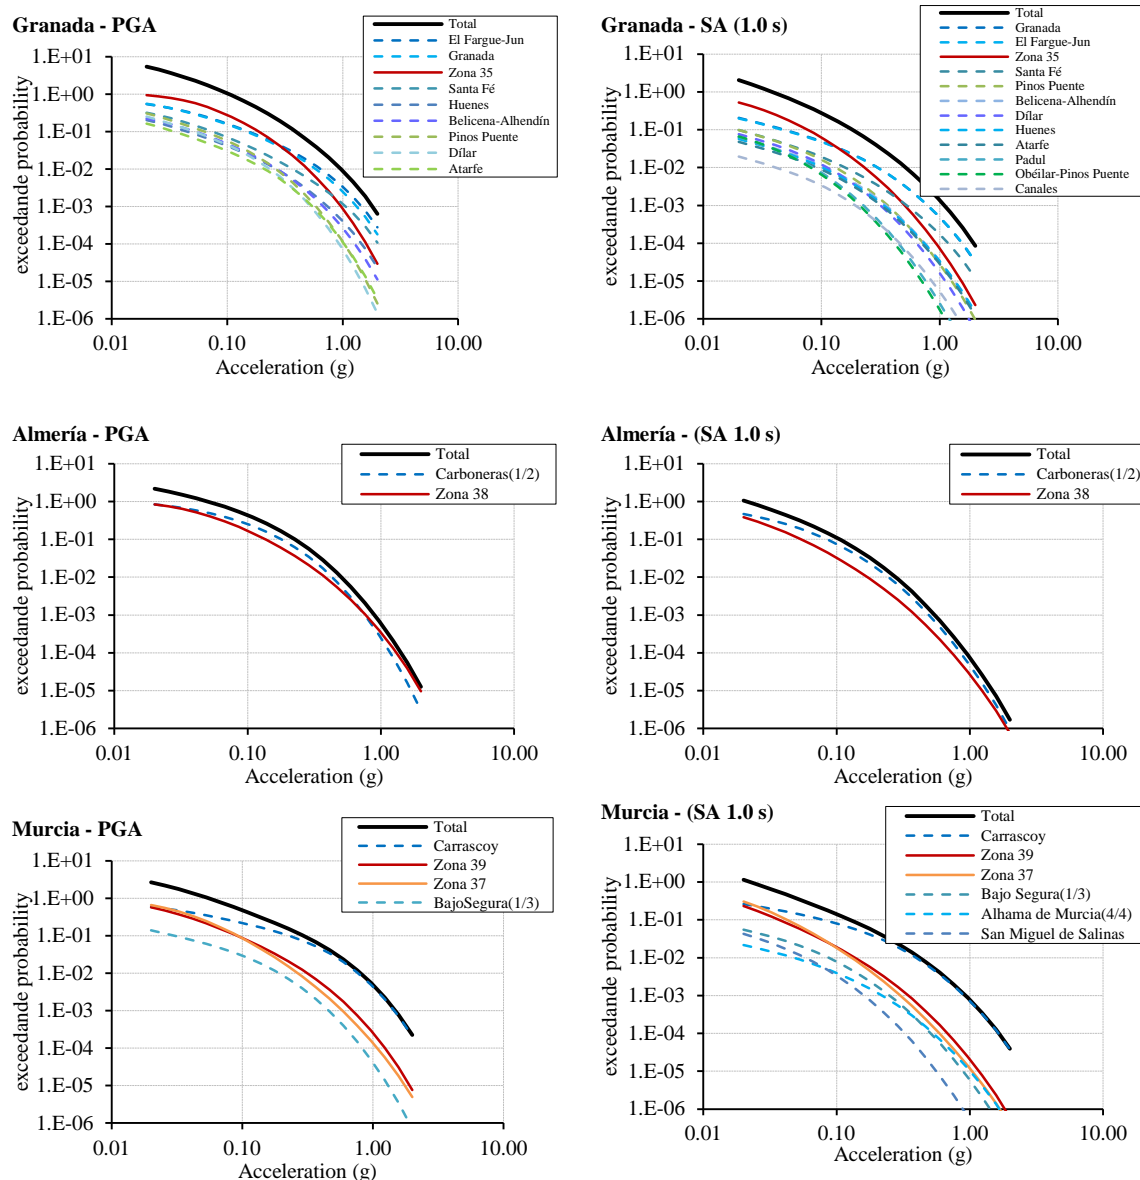 Granada - PGA
Total
El Fargue-Jun
Granada
Zona 35
Santa Fé
Huenes
Belicena-Alhendín
Pinos Puente
Dílar
Atarfe
exceedande probability
1.E+01
1.E+00
1.E-01
1.E-02
1.E-03
1.E-04
1.E-05
1.E-06
0.01
0.10
1.00
10.00
Acceleration (g)
Granada - SA (1.0 s)
Total
Granada
El Fargue-Jun
Zona 35
Santa Fé
Pinos Puente
Belicena-Alhendín
Dílar
Huenes
Atarfe
Padul
Obéilar-Pinos Puente
Canales
exceedande probability
1.E+01
1.E+00
1.E-01
1.E-02
1.E-03
1.E-04
1.E-05
1.E-06
0.01
0.10
1.00
10.00
Acceleration (g)
Almería - PGA
Total
Carboneras(1/2)
Zona 38
exceedande probability
1.E+01
1.E+00
1.E-01
1.E-02
1.E-03
1.E-04
1.E-05
1.E-06
0.01
0.10
1.00
10.00
Acceleration (g)
Almería - (SA 1.0 s)
Total
Carboneras(1/2)
Zona 38
exceedande probability
1.E+01
1.E+00
1.E-01
1.E-02
1.E-03
1.E-04
1.E-05
1.E-06
0.01
0.10
1.00
10.00
Acceleration (g)
Murcia - PGA
Total
Carrascoy
Zona 39
Zona 37
BajoSegura(1/3)
exceedande probability
1.E+01
1.E+00
1.E-01
1.E-02
1.E-03
1.E-04
1.E-05
1.E-06
0.01
0.10
1.00
10.00
Acceleration (g)
Murcia - (SA 1.0 s)
Total
Carrascoy
Zona 39
Zona 37
Bajo Segura(1/3)
Alhama de Murcia(4/4)
San Miguel de Salinas
exceedande probability
1.E+01
1.E+00
1.E-01
1.E-02
1.E-03
1.E-04
1.E-05
1.E-06
0.01
0.10
1.00
10.00
Acceleration (g)